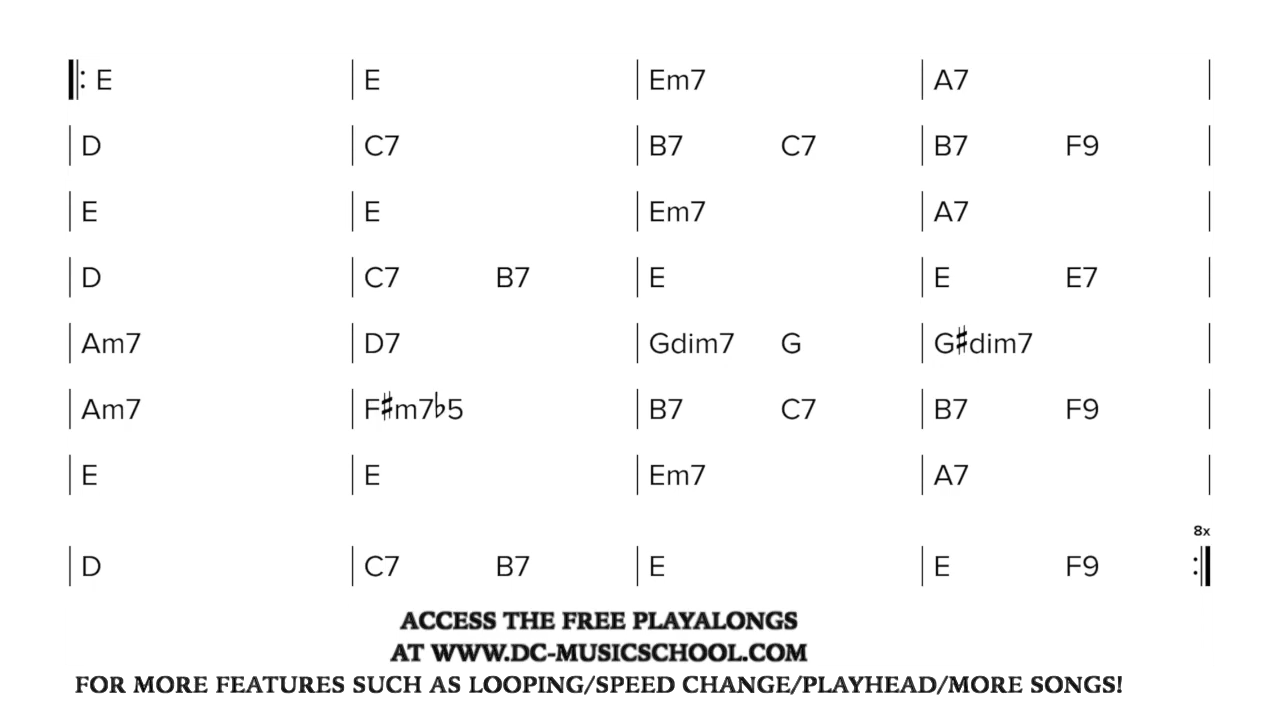 E E Em7 A7
D C7 B7 C7 B7 F9
E E Em7 A7
D C7 B7 E E E7
Am7 D7 Gdim7 G G♯dim7
Am7 F♯m7♭5 B7 C7 B7 F9
E E Em7 A7
8x
D C7 B7 E E F9
ACCESS THE FREE PLAYALONGS
AT WWW.DC-MUSICSCHOOL.COM
FOR MORE FEATURES SUCH AS LOOPING/SPEED CHANGE/PLAYHEAD/MORE SONGS!